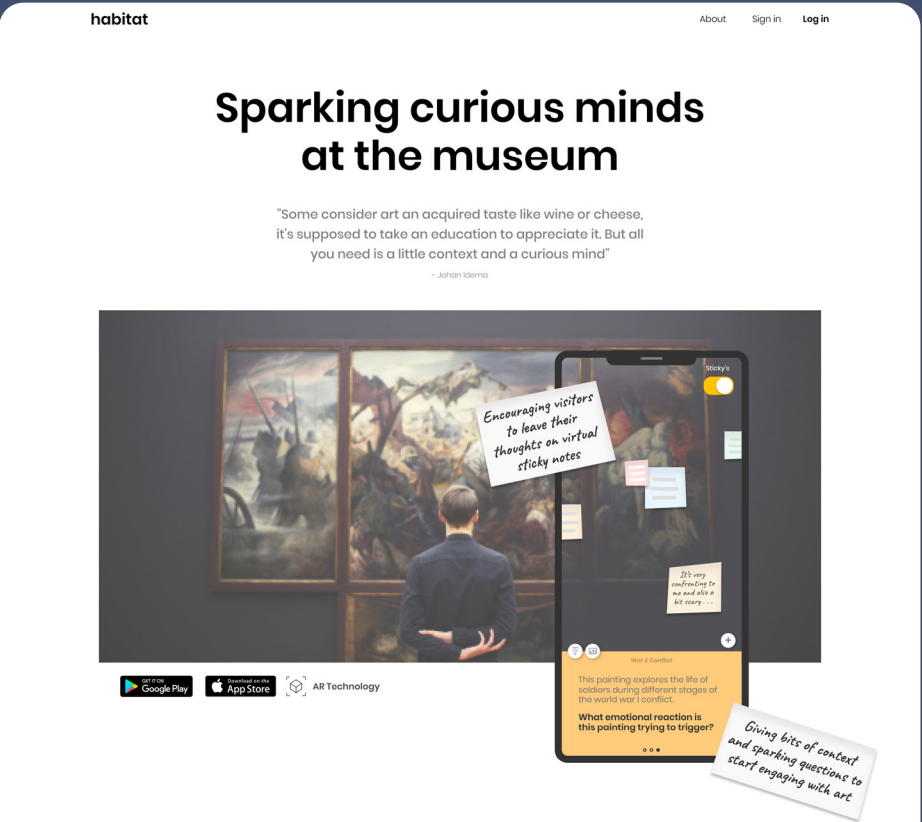 habitat
About
Sign in
Log in
Sparking curious minds
at the museum
"Some consider art an acquired taste like wine or cheese,
it's supposed to take an education to appreciate it. But all
you need is a little context and a curious mind"
- Johan Idema
Sticky's
Encouraging visitors
to leave their
thoughts on virtual
sticky notes
It's very
confronting to
me and also a
bit scary . . .
War & Conflict
This painting explores the life of
soldiers during different stages of
the world war I conflict.
What emotional reaction is
this painting trying to trigger?
GET IT ON
Google Play
Download on the
App Store
AR Technology
Giving bits of context
and sparking questions to
start engaging with art